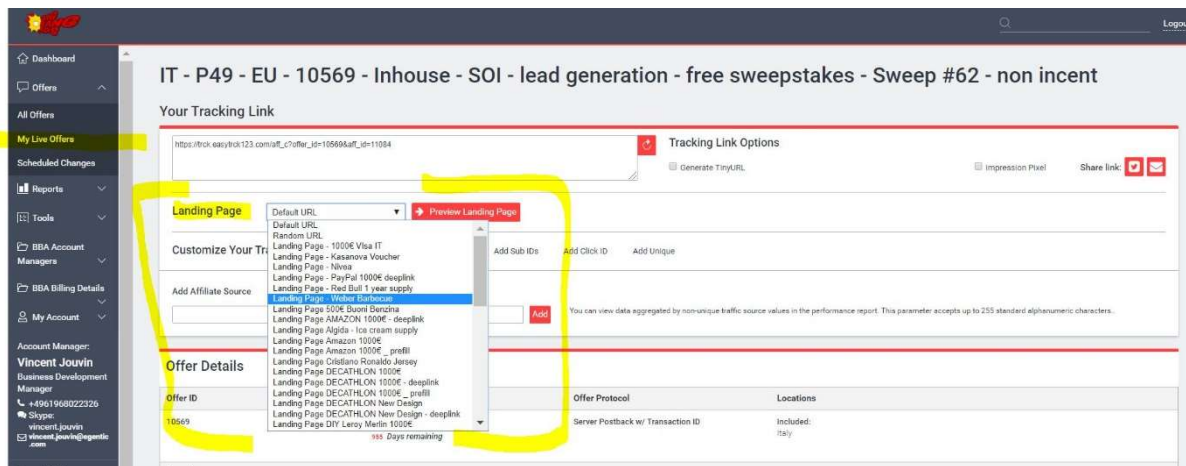 Logou
Dashboard
Offers
All Offers
My Live Offers
Scheduled Changes
Reports
Tools
BBA Account
Managers
BBA Billing Details
My Account
Account Manager:
Vincent Jouvin
Business Development
Manager
+4961968022326
Skype:
vincent.jouvin
vincent.jouvin@egentic
.com
IT - P49 - EU - 10569 - Inhouse - SOI - lead generation - free sweepstakes - Sweep #62 - non incent
Your Tracking Link
https://trck.easytrck123.com/aff_c?offer_id=10569&aff_id=11084
Tracking Link Options
Generate TinyURL
Impression Pixel
Share link:
Landing Page
Default URL
Preview Landing Page
Default URL
Random URL
Landing Page - 1000€ Visa IT
Landing Page - Kasanova Voucher
Landing Page - Nivea
Landing Page - PayPal 1000€ deeplink
Landing Page - Red Bull 1 year supply
Landing Page - Weber Barbecue
Landing Page 500€ Buoni Benzina
Landing Page AMAZON 1000€ - deeplink
Landing Page Algida - Ice cream supply
Landing Page Amazon 1000€
Landing Page Amazon 1000€ _ prefill
Landing Page Cristiano Ronaldo Jersey
Landing Page DECATHLON 1000€
Landing Page DECATHLON 1000€ - deeplink
Landing Page DECATHLON 1000€ _ prefill
Landing Page DECATHLON New Design
Landing Page DECATHLON New Design - deeplink
Landing Page DIY Leroy Merlin 1000€
Customize Your Tra
Add Sub IDs
Add Click ID
Add Unique
Add Affiliate Source
Add
You can view data aggregated by non-unique traffic source values in the performance report. This parameter accepts up to 255 standard alphanumeric characters.
Offer Details
Offer ID
Offer Protocol
Locations
10569
Days remaining
Server Postback w/ Transaction ID
Included:
Italy